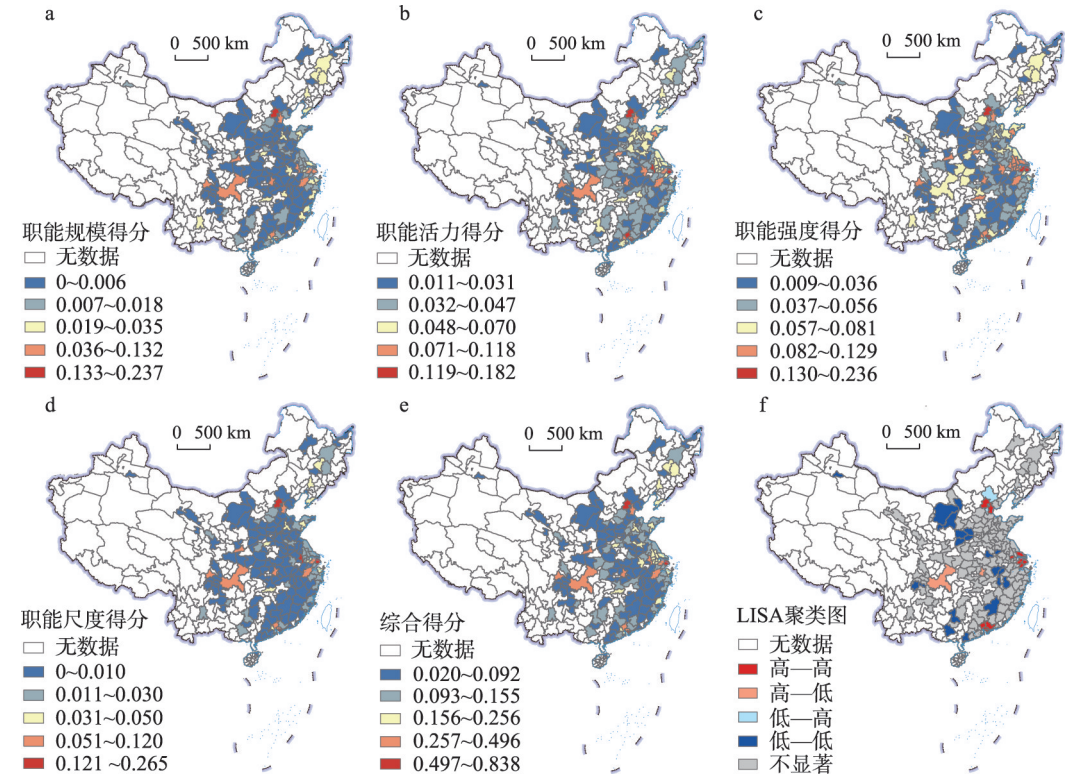 a
0 500 km
职能规模得分
无数据
0~0.006
0.007~0.018
0.019~0.035
0.036~0.132
0.133~0.237
b
0 500 km
职能活力得分
无数据
0.011~0.031
0.032~0.047
0.048~0.070
0.071~0.118
0.119~0.182
c
0 500 km
职能强度得分
无数据
0.009~0.036
0.037~0.056
0.057~0.081
0.082~0.129
0.130~0.236
d
0 500 km
职能尺度得分
无数据
0~0.010
0.011~0.030
0.031~0.050
0.051~0.120
0.121 ~0.265
e
0 500 km
综合得分
无数据
0.020~0.092
0.093~0.155
0.156~0.256
0.257~0.496
0.497~0.838
f
0 500 km
LISA聚类图
无数据
高—高
高—低
低—高
低—低
不显著